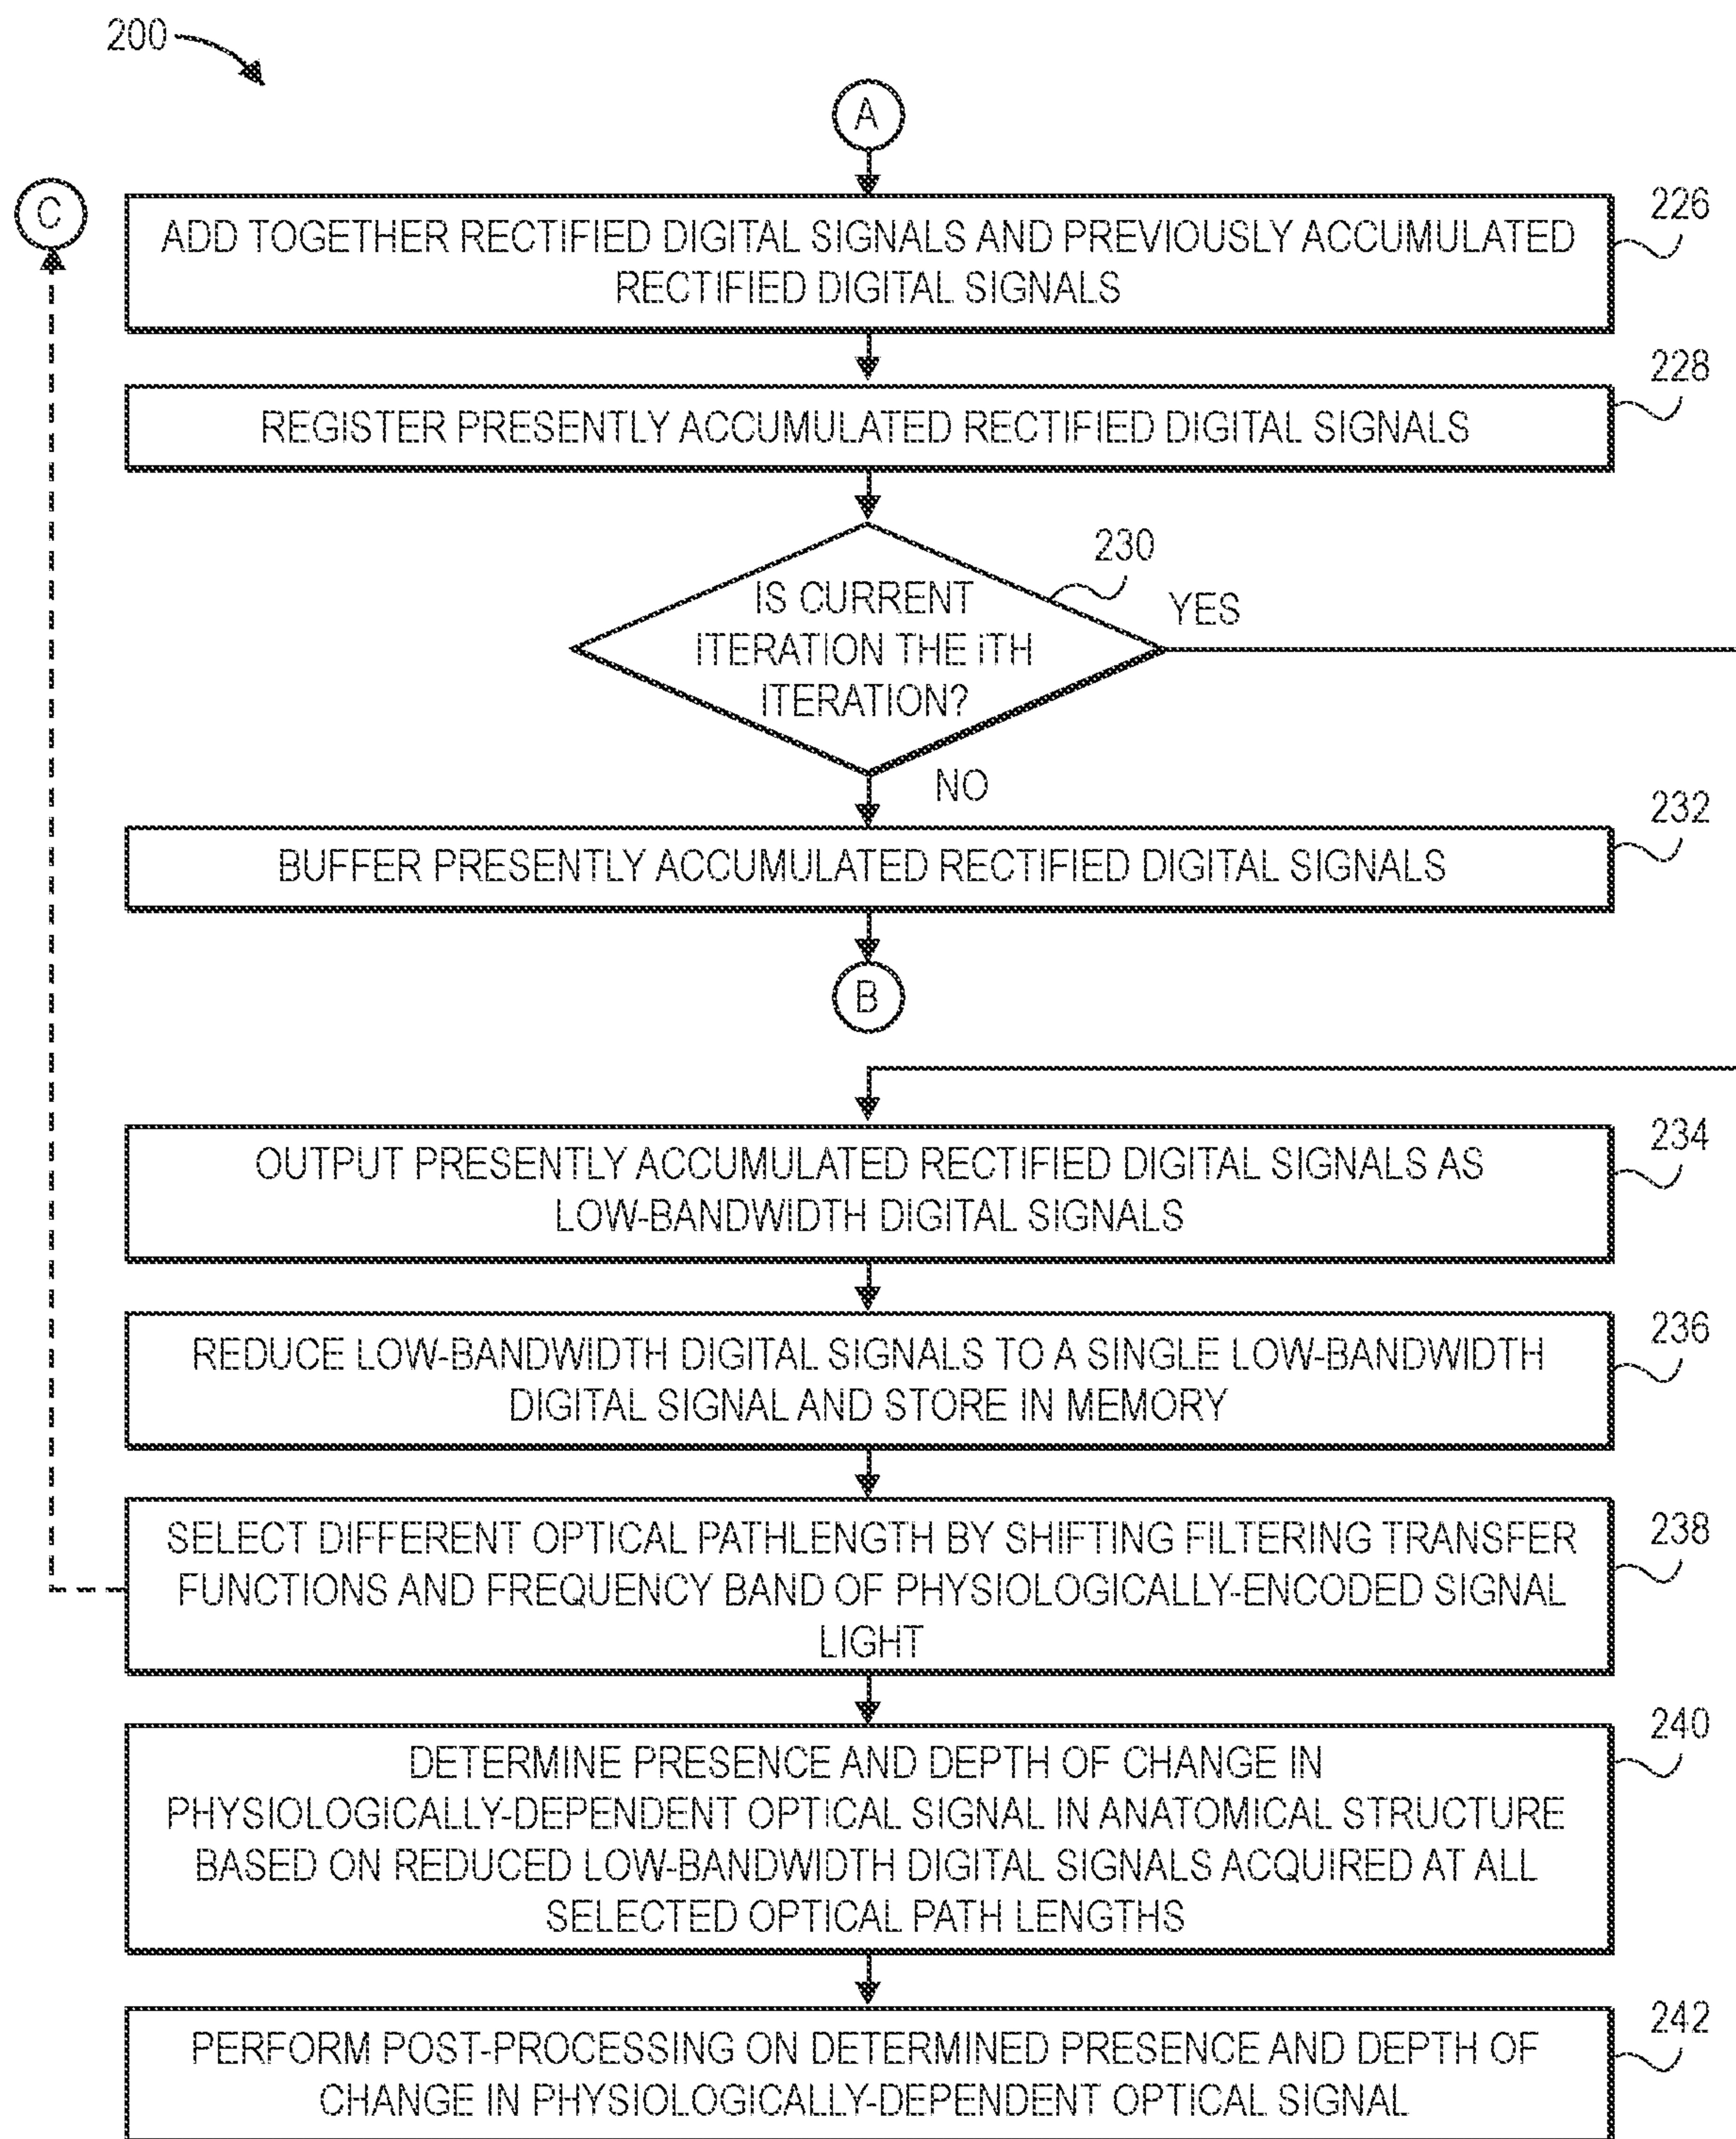 200
A
C
ADD TOGETHER RECTIFIED DIGITAL SIGNALS AND PREVIOUSLY ACCUMULATED
RECTIFIED DIGITAL SIGNALS
226
REGISTER PRESENTLY ACCUMULATED RECTIFIED DIGITAL SIGNALS
228
IS CURRENT
ITERATION THE iTH
ITERATION?
230
YES
NO
BUFFER PRESENTLY ACCUMULATED RECTIFIED DIGITAL SIGNALS
232
B
OUTPUT PRESENTLY ACCUMULATED RECTIFIED DIGITAL SIGNALS AS
LOW-BANDWIDTH DIGITAL SIGNALS
234
REDUCE LOW-BANDWIDTH DIGITAL SIGNALS TO A SINGLE LOW-BANDWIDTH
DIGITAL SIGNAL AND STORE IN MEMORY
236
SELECT DIFFERENT OPTICAL PATHLENGTH BY SHIFTING FILTERING TRANSFER
FUNCTIONS AND FREQUENCY BAND OF PHYSIOLOGICALLY-ENCODED SIGNAL
LIGHT
238
DETERMINE PRESENCE AND DEPTH OF CHANGE IN
PHYSIOLOGICALLY-DEPENDENT OPTICAL SIGNAL IN ANATOMICAL STRUCTURE
BASED ON REDUCED LOW-BANDWIDTH DIGITAL SIGNALS ACQUIRED AT ALL
SELECTED OPTICAL PATH LENGTHS
240
PERFORM POST-PROCESSING ON DETERMINED PRESENCE AND DEPTH OF
CHANGE IN PHYSIOLOGICALLY-DEPENDENT OPTICAL SIGNAL
242